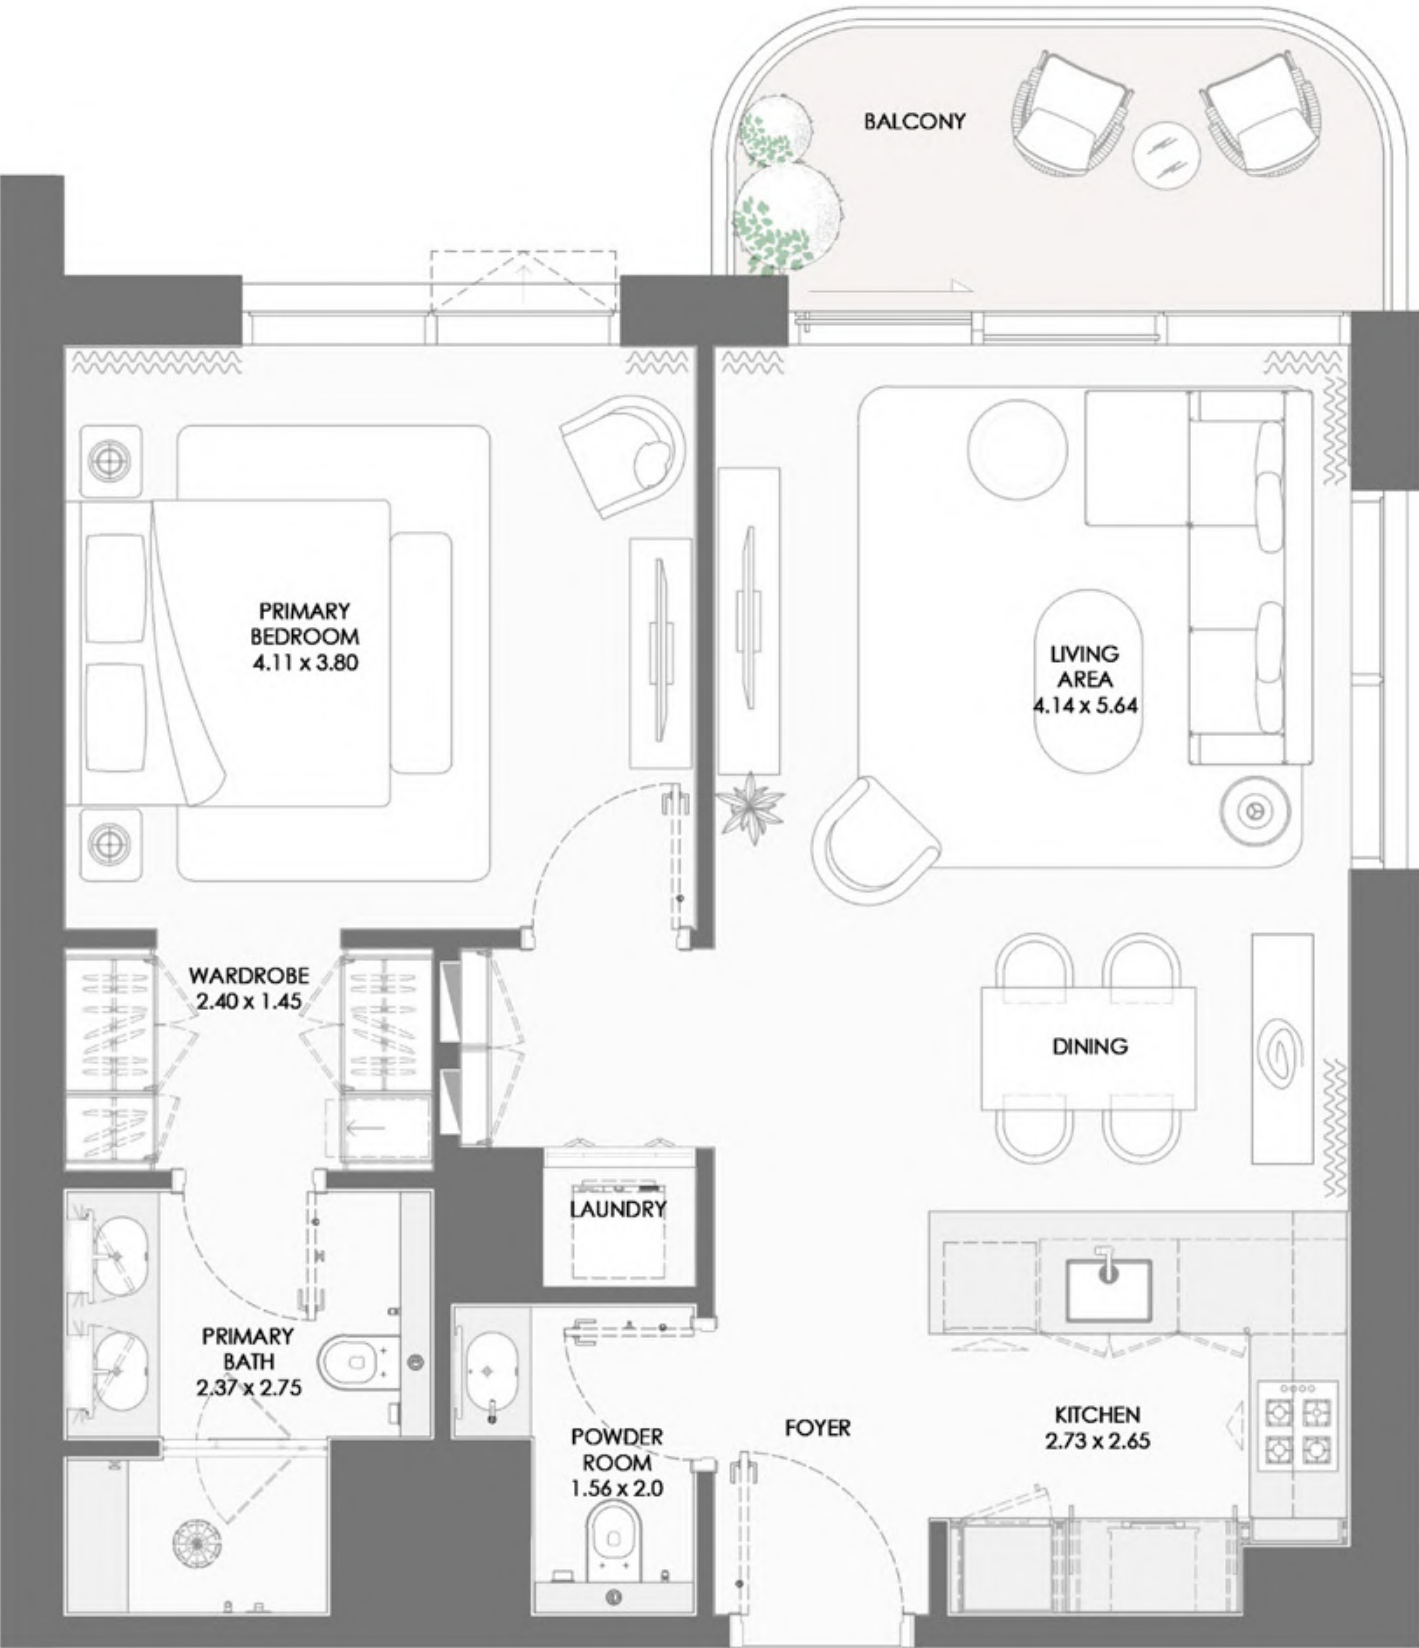 BALCONY
PRIMARY
BEDROOM
4.11 x 3.80
LIVING
AREA
4.14 x 5.64
WARDROBE
2.40 x 1.45
DINING
LAUNDRY
PRIMARY
BATH
2.37 x 2.75
POWDER
ROOM
1.56 x 2.0
FOYER
KITCHEN
2.73 x 2.65